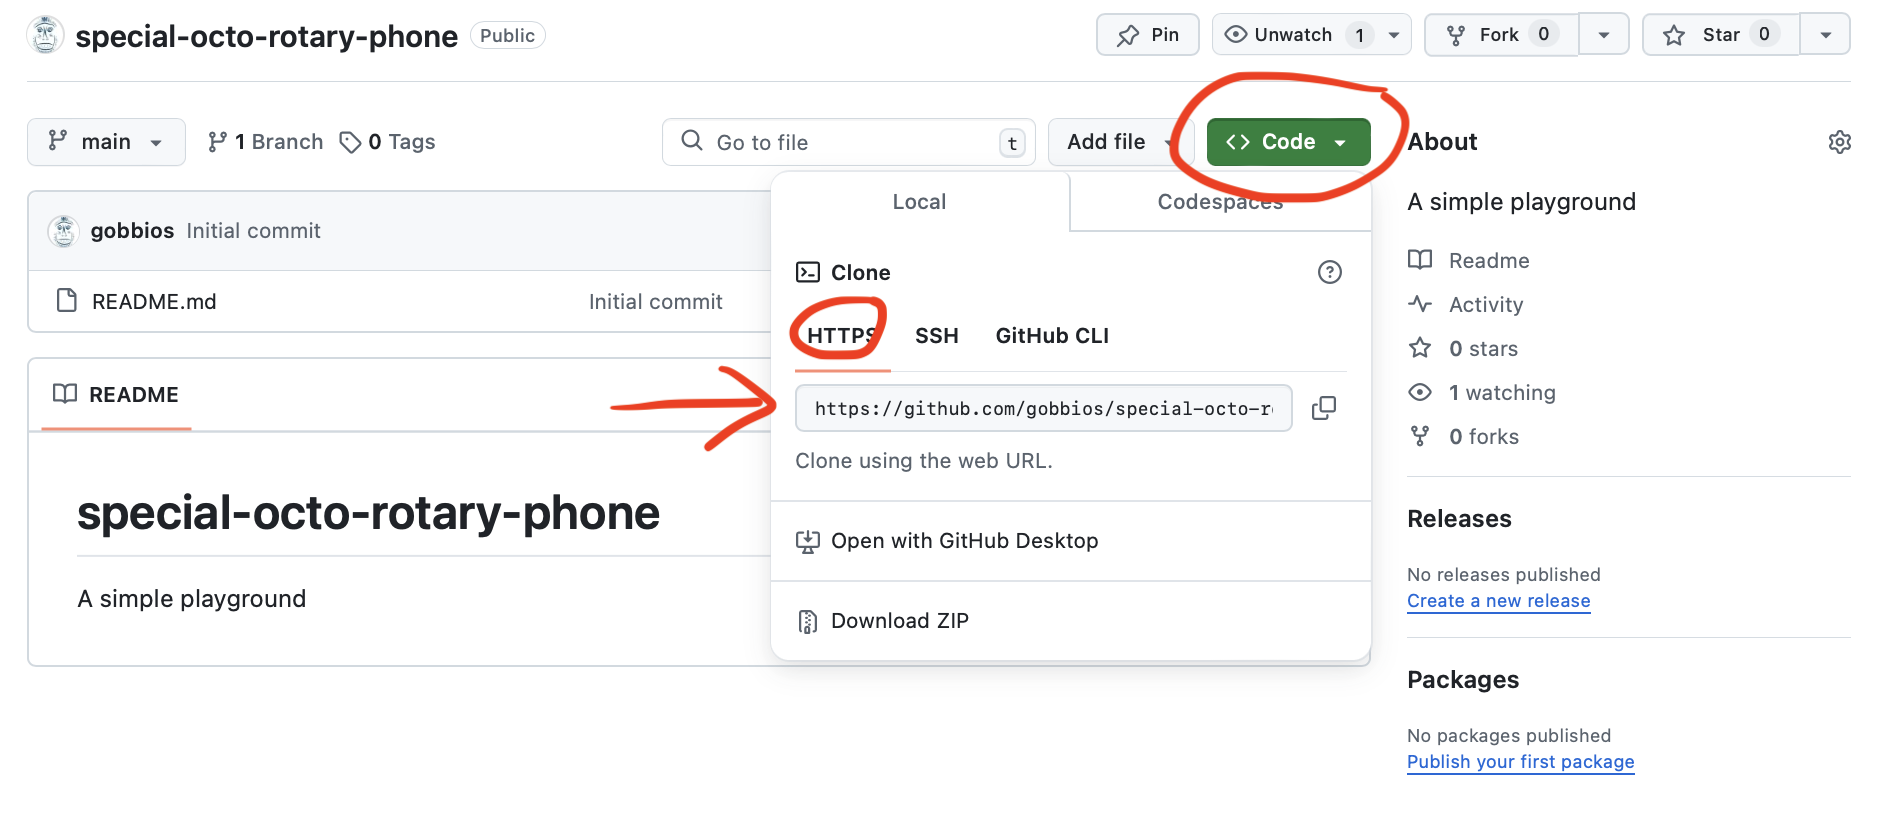 special-octo-rotary-phone Public
Pin Unwatch 1 Fork 0 Star 0
main 1 Branch 0 Tags
Go to file t Add file <> Code
gobbios Initial commit
README.md Initial commit
README
special-octo-rotary-phone
A simple playground
Local Codespaces
Clone
HTTPS SSH GitHub CLI
https://github.com/gobbios/special-octo-r
Clone using the web URL.
Open with GitHub Desktop
Download ZIP
About
A simple playground
Readme
Activity
0 stars
1 watching
0 forks
Releases
No releases published
Create a new release
Packages
No packages published
Publish your first package